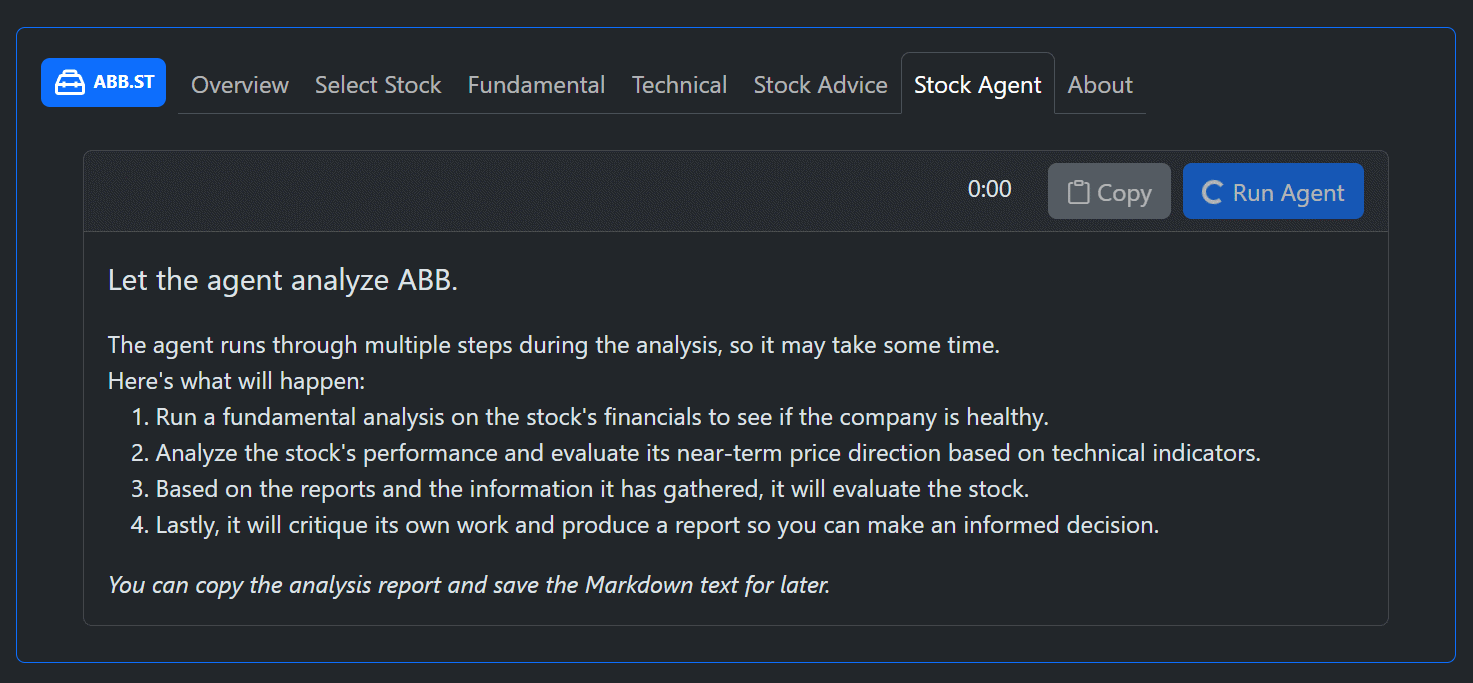 ABB.ST
Overview
Select Stock
Fundamental
Technical
Stock Advice
Stock Agent
About
0:00
Copy
Run Agent
Let the agent analyze ABB.
The agent runs through multiple steps during the analysis, so it may take some time.
Here's what will happen:
1. Run a fundamental analysis on the stock's financials to see if the company is healthy.
2. Analyze the stock's performance and evaluate its near-term price direction based on technical indicators.
3. Based on the reports and the information it has gathered, it will evaluate the stock.
4. Lastly, it will critique its own work and produce a report so you can make an informed decision.
You can copy the analysis report and save the Markdown text for later.